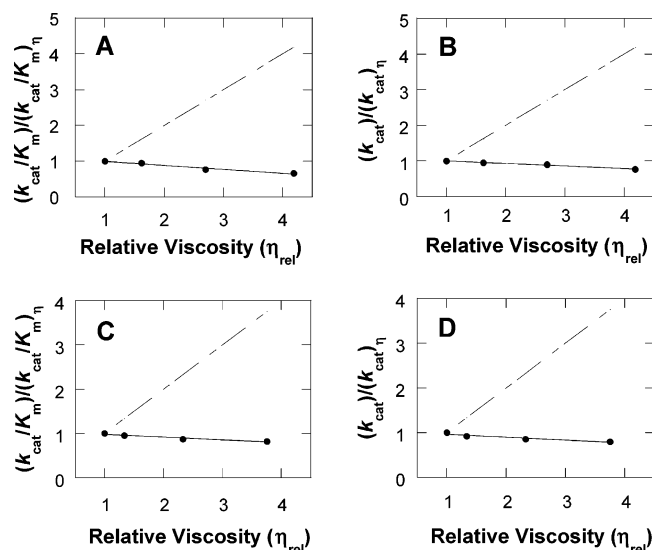 A
(kcat/Km)/(kcat/Km)η
5
4
3
2
1
0
1 2 3 4
Relative Viscosity (ηrel)
B
(kcat)/(kcat)η
5
4
3
2
1
0
1 2 3 4
Relative Viscosity (ηrel)
C
(kcat/Km)/(kcat/Km)η
4
3
2
1
0
1 2 3 4
Relative Viscosity (ηrel)
D
(kcat)/(kcat)η
4
3
2
1
0
1 2 3 4
Relative Viscosity (ηrel)